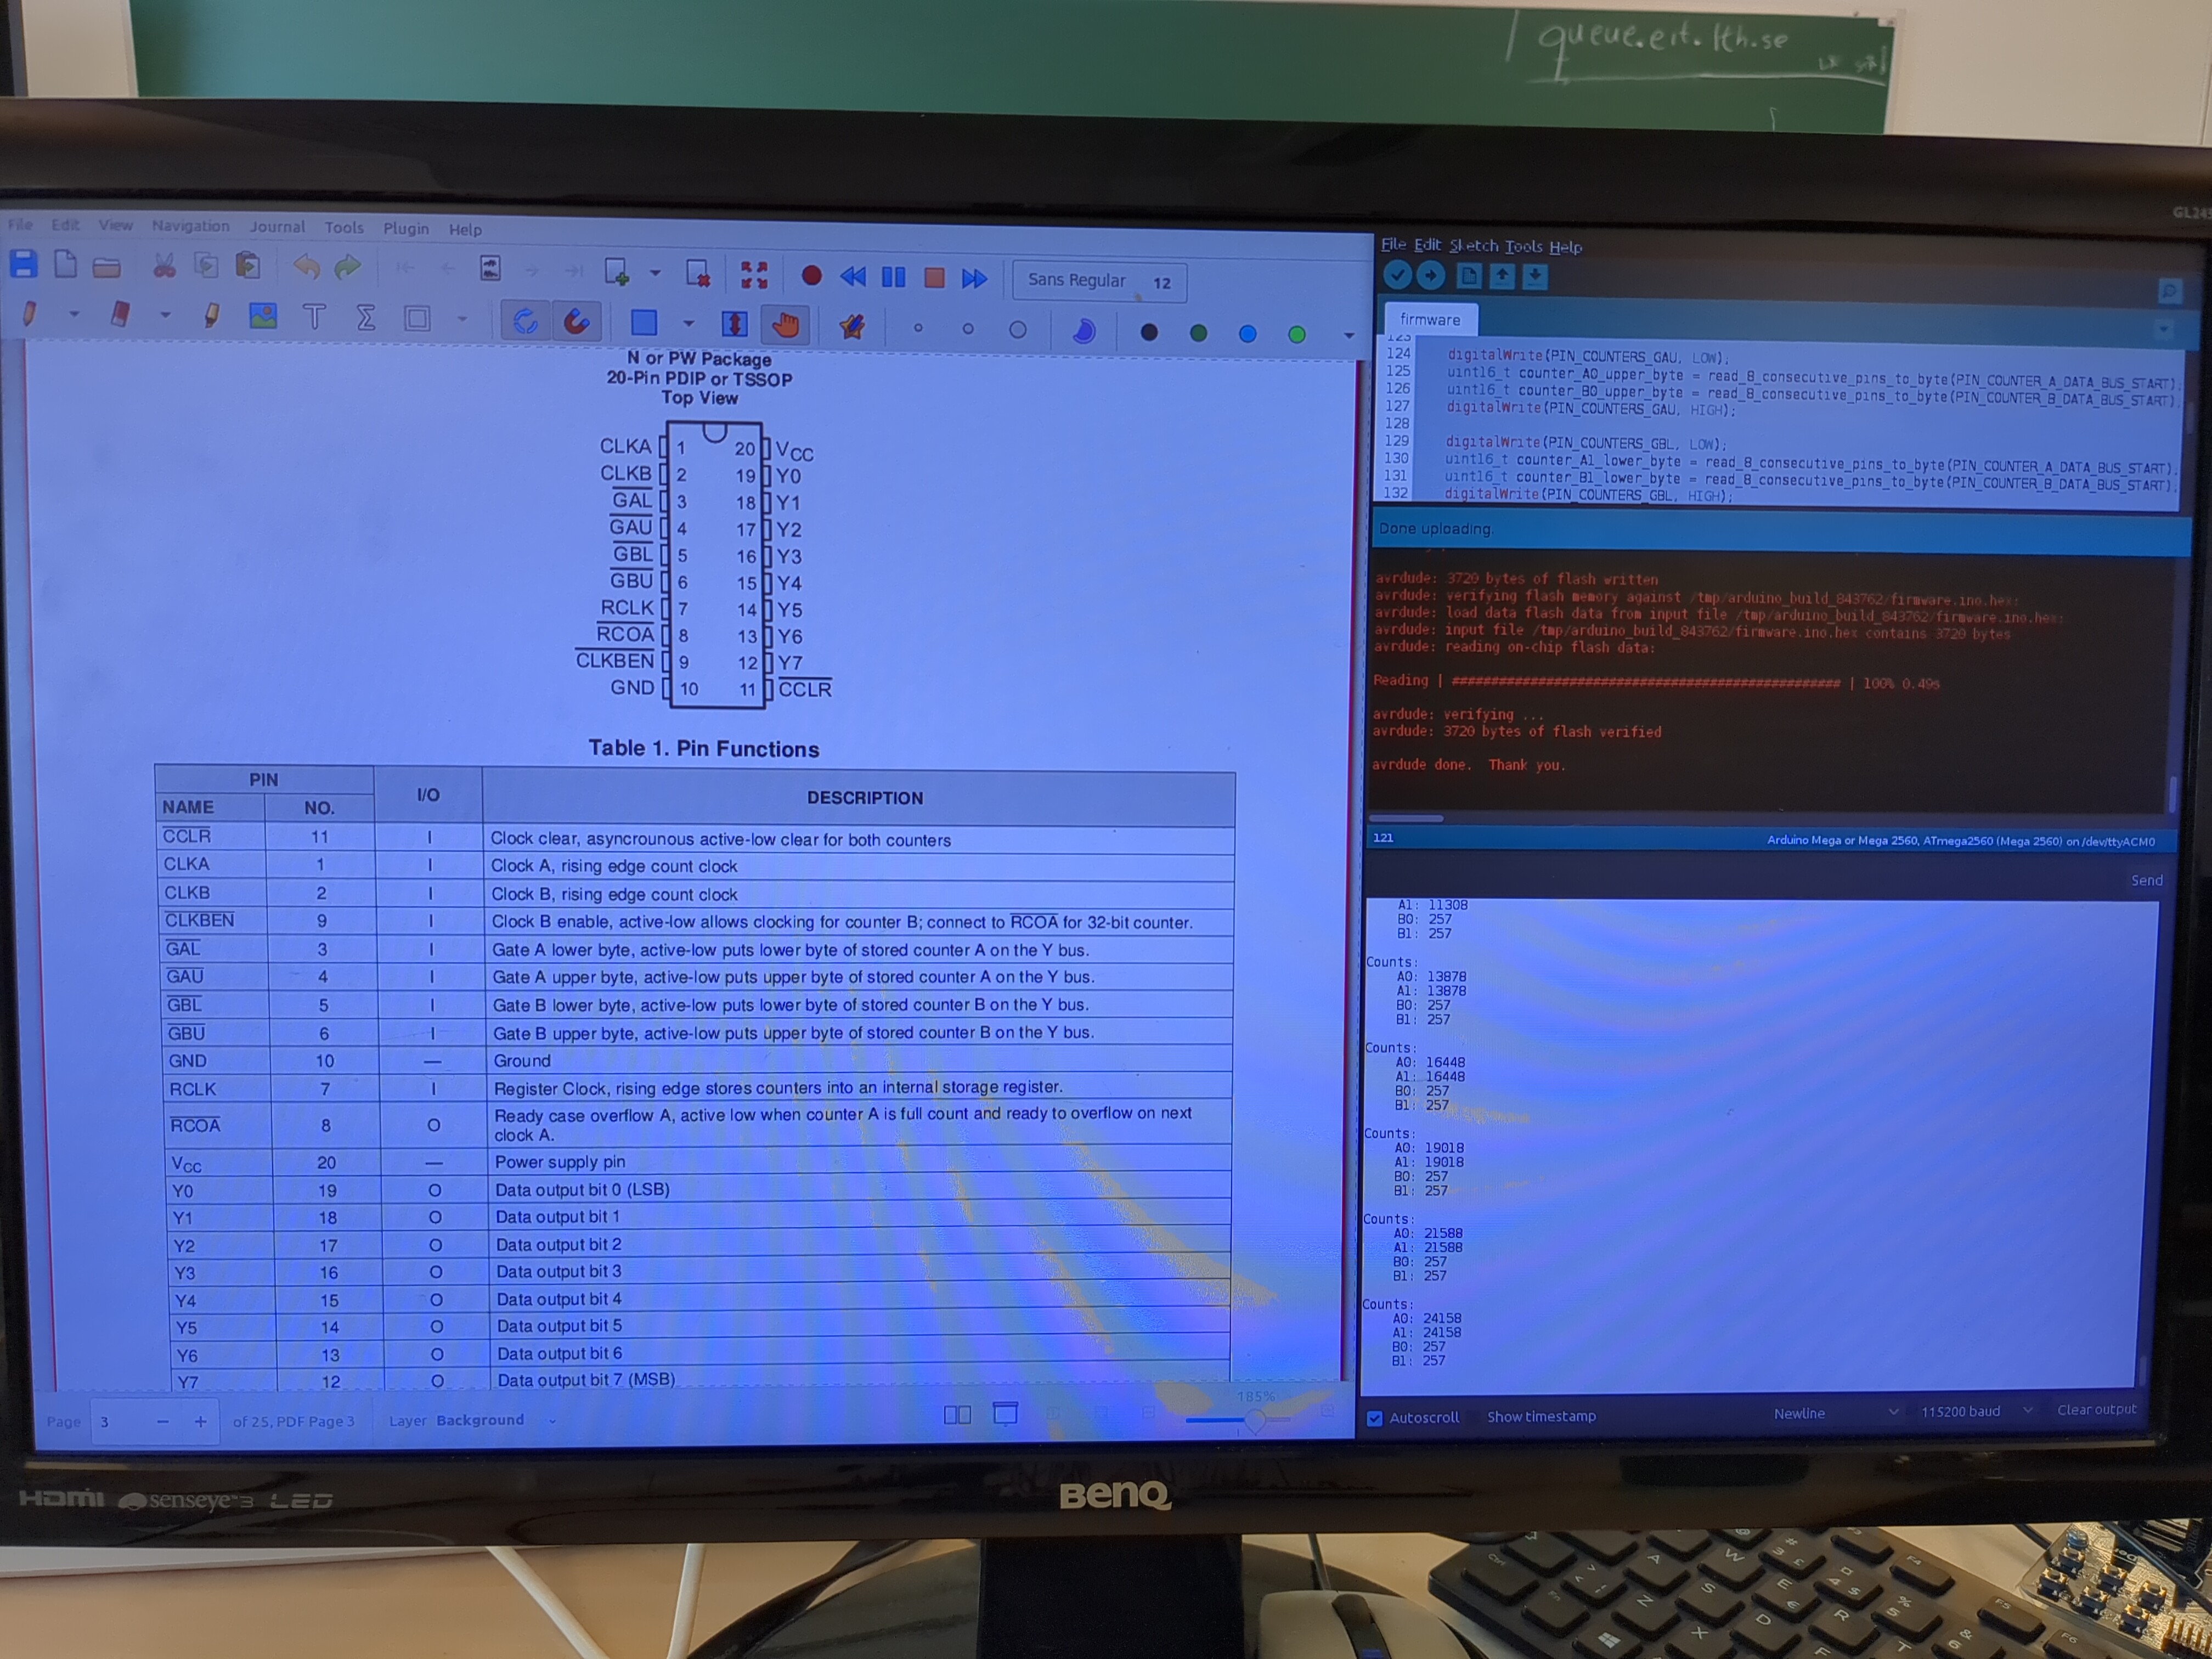 queue.eit.lth.se
GL245
File Edit View Navigation Journal Tools Plugin Help
Sans Regular 12
N or PW Package
20-Pin PDIP or TSSOP
Top View
CLKA 1 20 VCC
CLKB 2 19 Y0
GAL 3 18 Y1
GAU 4 17 Y2
GBL 5 16 Y3
GBU 6 15 Y4
RCLK 7 14 Y5
RCOA 8 13 Y6
CLKBEN 9 12 Y7
GND 10 11 CCLR
Table 1. Pin Functions
PIN I/O DESCRIPTION
NAME NO.
CCLR 11 I Clock clear, asyncrounous active-low clear for both counters
CLKA 1 I Clock A, rising edge count clock
CLKB 2 I Clock B, rising edge count clock
CLKBEN 9 I Clock B enable, active-low allows clocking for counter B; connect to RCOA for 32-bit counter.
GAL 3 I Gate A lower byte, active-low puts lower byte of stored counter A on the Y bus.
GAU 4 I Gate A upper byte, active-low puts upper byte of stored counter A on the Y bus.
GBL 5 I Gate B lower byte, active-low puts lower byte of stored counter B on the Y bus.
GBU 6 I Gate B upper byte, active-low puts upper byte of stored counter B on the Y bus.
GND 10 — Ground
RCLK 7 I Register Clock, rising edge stores counters into an internal storage register.
RCOA 8 O Ready case overflow A, active low when counter A is full count and ready to overflow on next
clock A.
VCC 20 — Power supply pin
Y0 19 O Data output bit 0 (LSB)
Y1 18 O Data output bit 1
Y2 17 O Data output bit 2
Y3 16 O Data output bit 3
Y4 15 O Data output bit 4
Y5 14 O Data output bit 5
Y6 13 O Data output bit 6
Y7 12 O Data output bit 7 (MSB)
Page 3 − + of 25, PDF Page 3 Layer Background 185%
File Edit Sketch Tools Help
firmware
123
124 digitalWrite(PIN_COUNTERS_GAU, LOW);
125 uint16_t counter_A0_upper_byte = read_8_consecutive_pins_to_byte(PIN_COUNTER_A_DATA_BUS_START);
126 uint16_t counter_B0_upper_byte = read_8_consecutive_pins_to_byte(PIN_COUNTER_B_DATA_BUS_START);
127 digitalWrite(PIN_COUNTERS_GAU, HIGH);
128
129 digitalWrite(PIN_COUNTERS_GBL, LOW);
130 uint16_t counter_A1_lower_byte = read_8_consecutive_pins_to_byte(PIN_COUNTER_A_DATA_BUS_START);
131 uint16_t counter_B1_lower_byte = read_8_consecutive_pins_to_byte(PIN_COUNTER_B_DATA_BUS_START);
132 digitalWrite(PIN_COUNTERS_GBL, HIGH);
Done uploading.
avrdude: 3720 bytes of flash written
avrdude: verifying flash memory against /tmp/arduino_build_843762/firmware.ino.hex:
avrdude: load data flash data from input file /tmp/arduino_build_843762/firmware.ino.hex:
avrdude: input file /tmp/arduino_build_843762/firmware.ino.hex contains 3720 bytes
avrdude: reading on-chip flash data:
Reading | ################################################## | 100% 0.49s
avrdude: verifying ...
avrdude: 3720 bytes of flash verified
avrdude done. Thank you.
121 Arduino Mega or Mega 2560, ATmega2560 (Mega 2560) on /dev/ttyACM0
Send
A1: 11308
B0: 257
B1: 257
Counts:
A0: 13878
A1: 13878
B0: 257
B1: 257
Counts:
A0: 16448
A1: 16448
B0: 257
B1: 257
Counts:
A0: 19018
A1: 19018
B0: 257
B1: 257
Counts:
A0: 21588
A1: 21588
B0: 257
B1: 257
Counts:
A0: 24158
A1: 24158
B0: 257
B1: 257
Autoscroll Show timestamp Newline 115200 baud Clear output
HDMI senseye 3 LED
BenQ